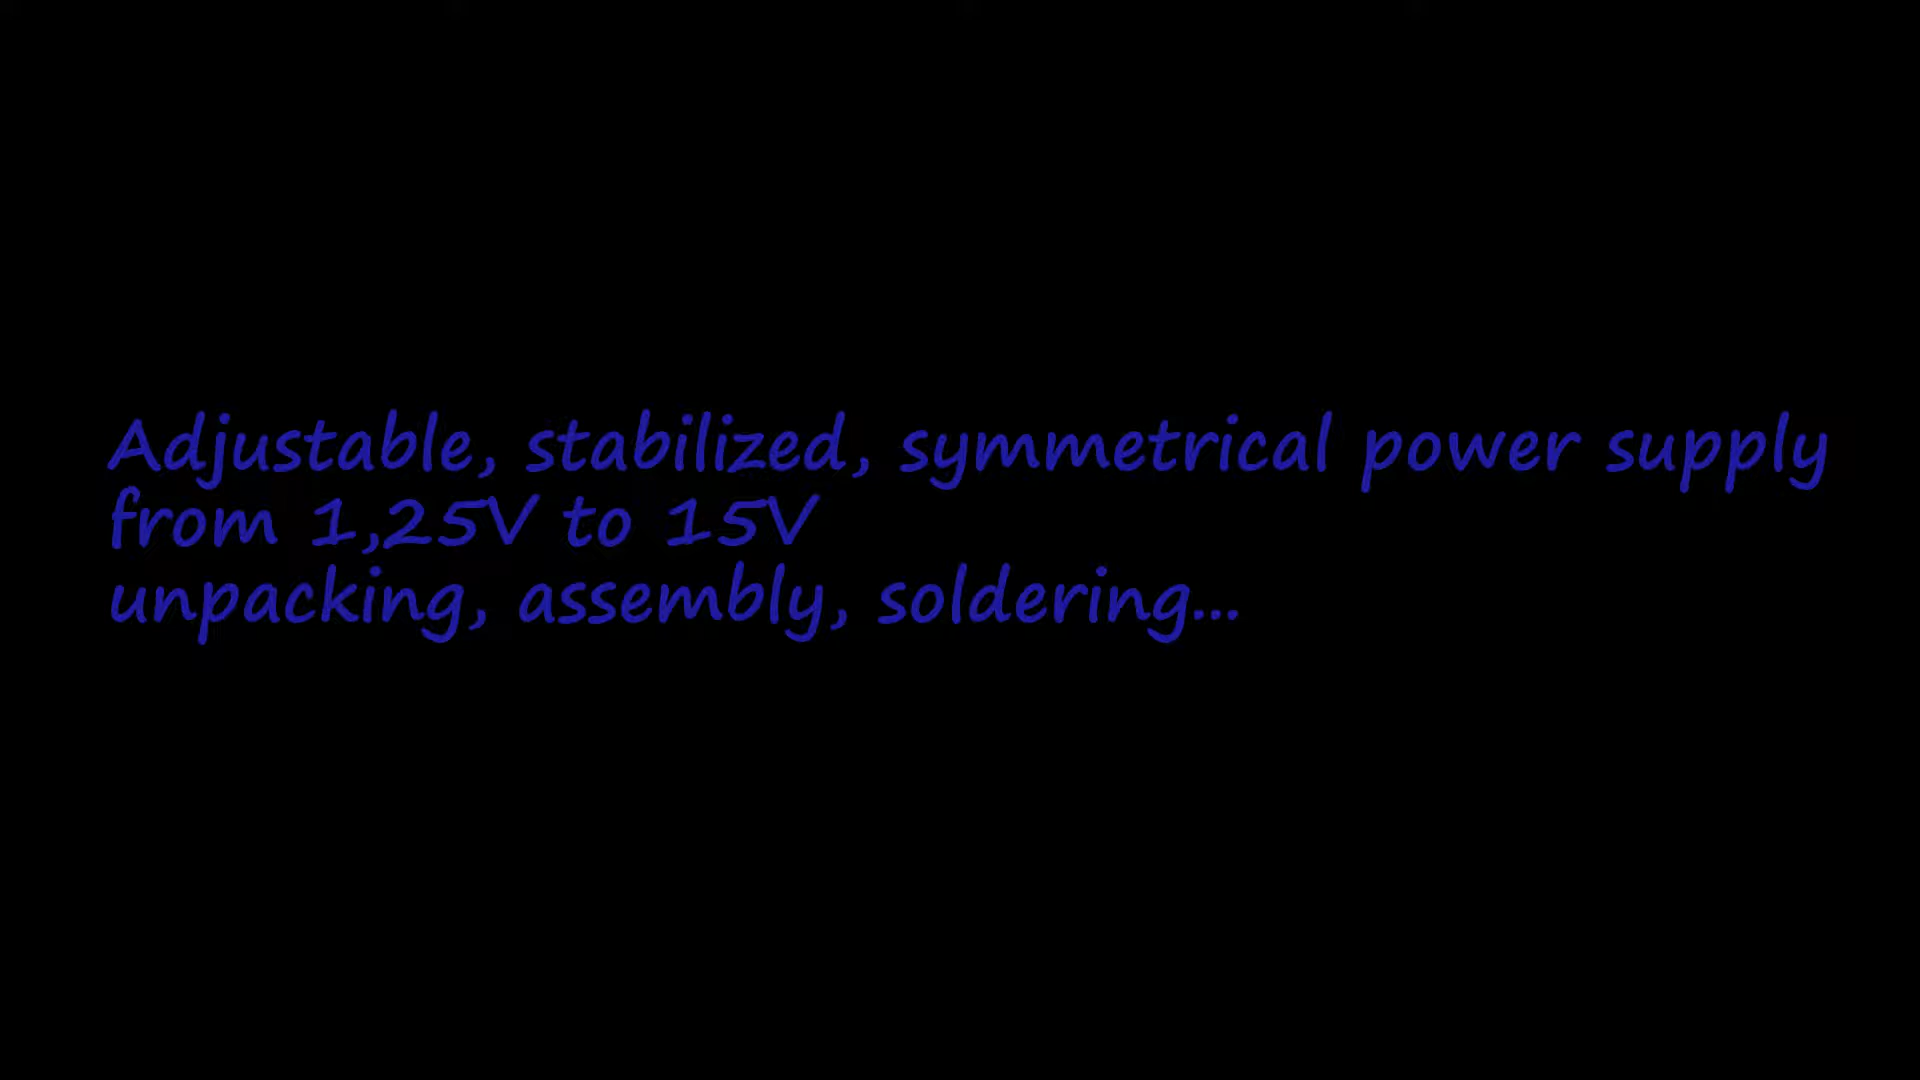 Adjustable, stabilized, symmetrical power supply
from 1,25V to 15V
unpacking, assembly, soldering...